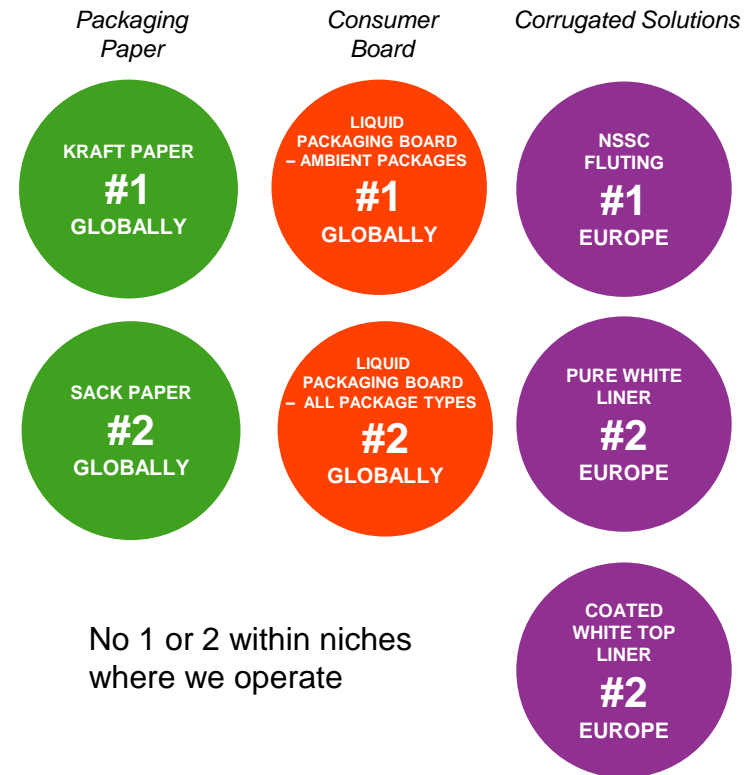 Packaging
Paper
Consumer
Board
Corrugated Solutions
KRAFT PAPER
#1
GLOBALLY
LIQUID
PACKAGING BOARD
– AMBIENT PACKAGES
#1
GLOBALLY
NSSC
FLUTING
#1
EUROPE
SACK PAPER
#2
GLOBALLY
LIQUID
PACKAGING BOARD
– ALL PACKAGE TYPES
#2
GLOBALLY
PURE WHITE
LINER
#2
EUROPE
No 1 or 2 within niches
where we operate
COATED
WHITE TOP
LINER
#2
EUROPE